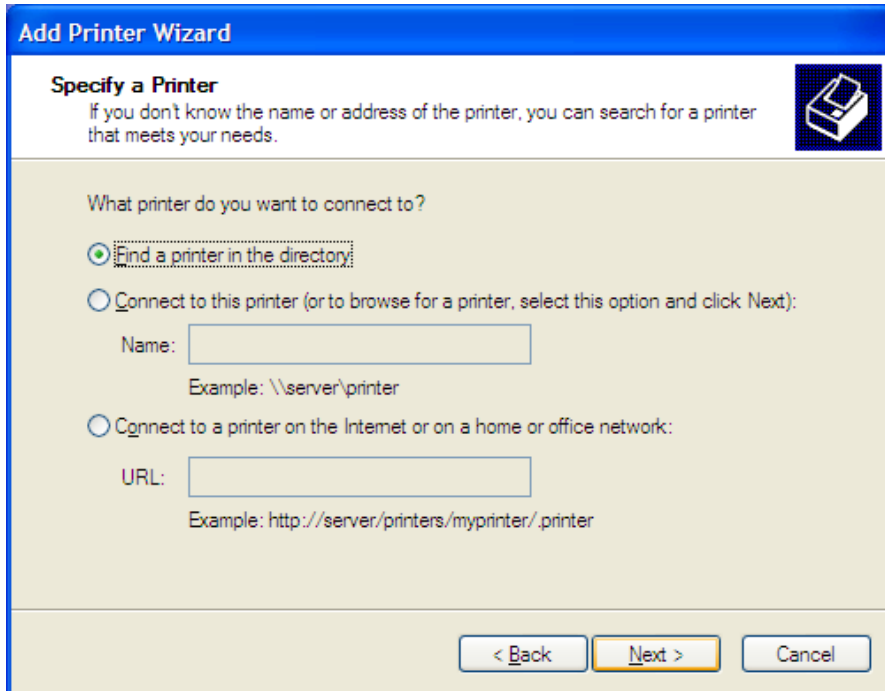 Add Printer Wizard
Specify a Printer
If you don't know the name or address of the printer, you can search for a printer
that meets your needs.
What printer do you want to connect to?
Find a printer in the directory
Connect to this printer (or to browse for a printer, select this option and click Next):
Name:
Example: \\server\printer
Connect to a printer on the Internet or on a home or office network:
URL:
Example: http://server/printers/myprinter/.printer
< Back Next > Cancel